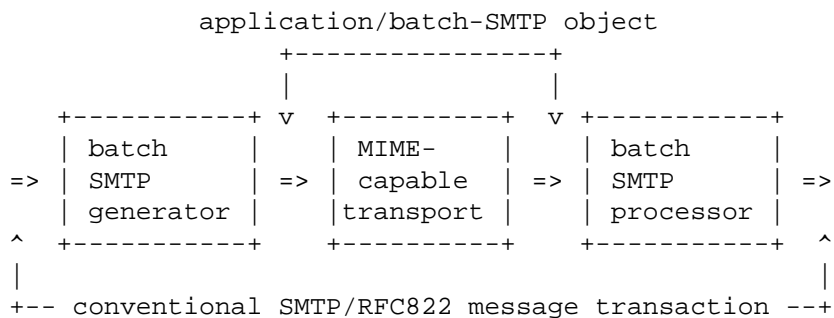 application/batch-SMTP object
+----------------+
| |
+-----------+ v +----------+ v +-----------+
| batch | | MIME- | | batch |
=> | SMTP | => | capable | => | SMTP | =>
| generator | |transport | | processor |
^ +-----------+ +----------+ +-----------+ ^
| |
+-- conventional SMTP/RFC822 message transaction --+